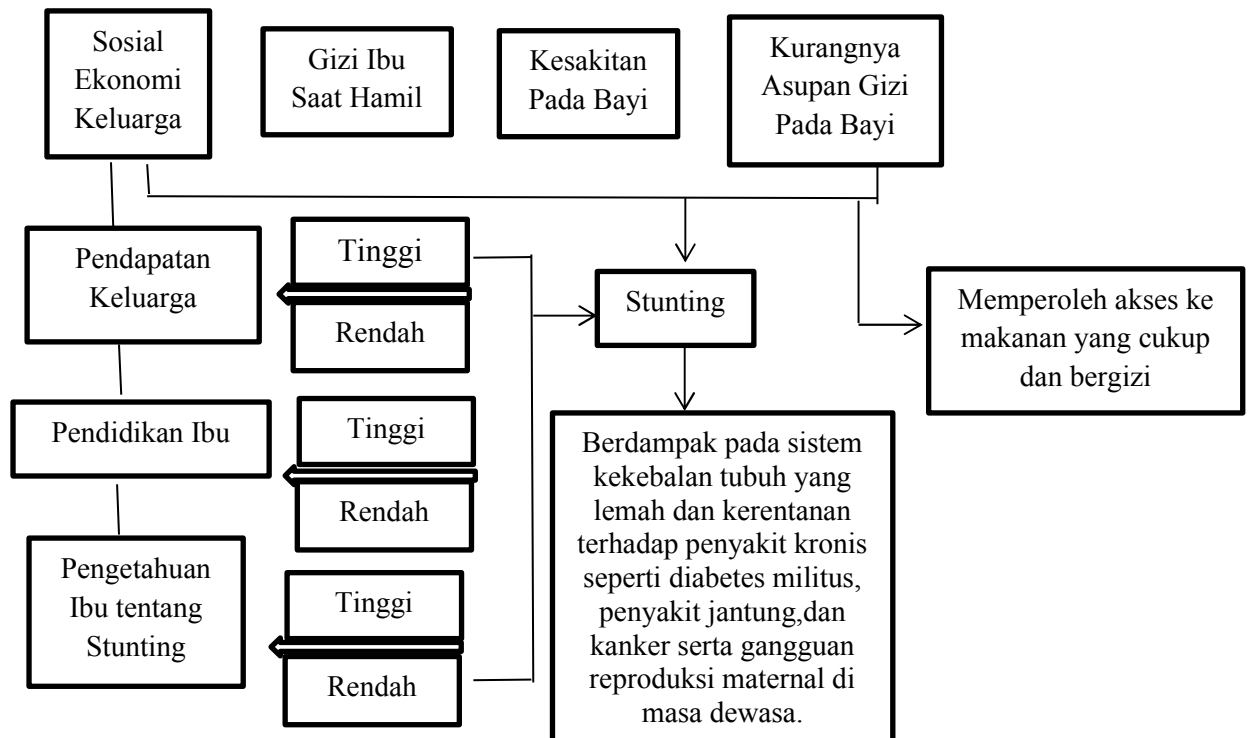 Sosial
Ekonomi
Keluarga
Gizi Ibu
Saat Hamil
Kesakitan
Pada Bayi
Kurangnya
Asupan Gizi
Pada Bayi
Pendapatan
Keluarga
Tinggi
Rendah
Stunting
Memperoleh akses ke
makanan yang cukup
dan bergizi
Pendidikan Ibu
Tinggi
Rendah
Berdampak pada sistem
kekebalan tubuh yang
lemah dan kerentanan
terhadap penyakit kronis
seperti diabetes militus,
penyakit jantung,dan
kanker serta gangguan
reproduksi maternal di
masa dewasa.
Pengetahuan
Ibu tentang
Stunting
Tinggi
Rendah